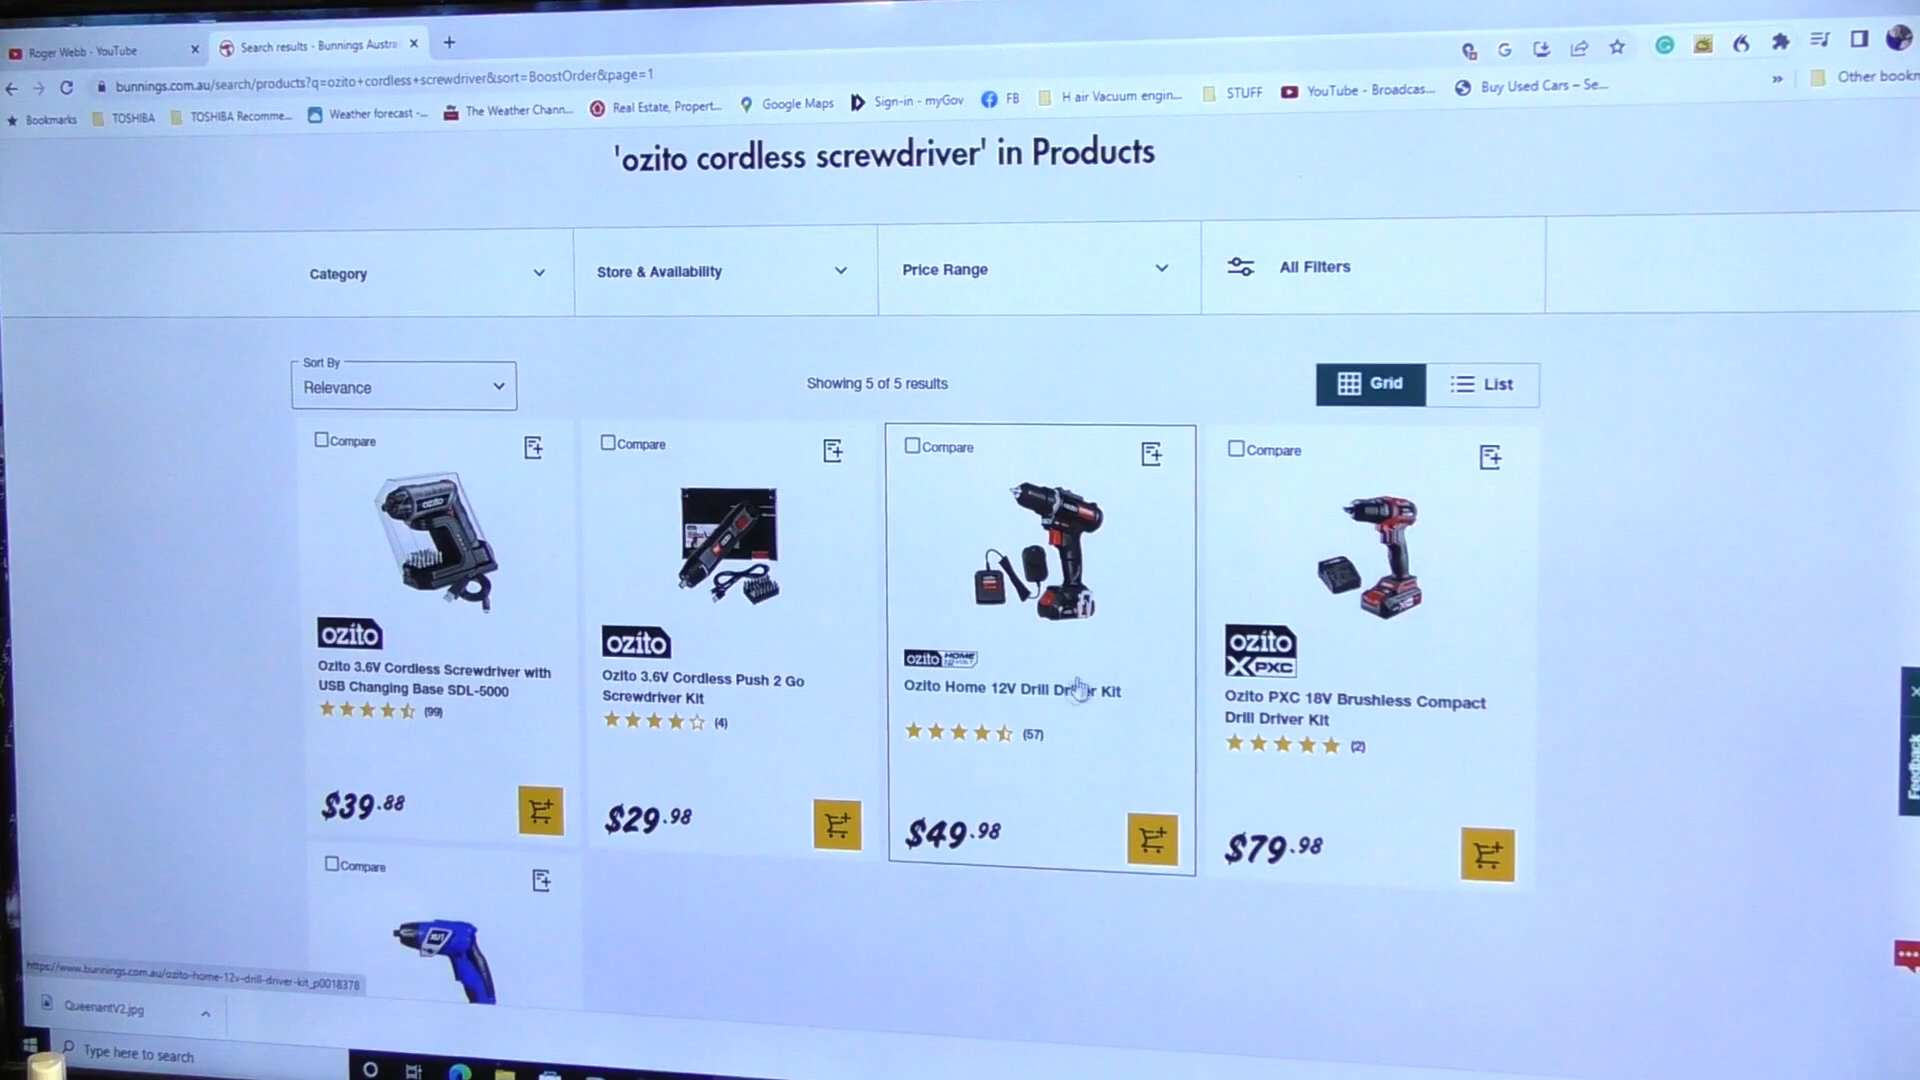 Roger Webb - YouTube
Search results - Bunnings Austra
bunnings.com.au/search/products?q=ozito+cordless+screwdriver&sort=BoostOrder&page=1
Bookmarks
TOSHIBA
TOSHIBA Recomme...
Weather forecast -...
The Weather Chann...
Real Estate, Propert...
Google Maps
Sign-in - myGov
FB
H air Vacuum engin...
STUFF
YouTube - Broadcas...
Buy Used Cars – Se...
Other bookm
'ozito cordless screwdriver' in Products
Category
Store & Availability
Price Range
All Filters
Sort By
Relevance
Showing 5 of 5 results
Grid
List
Compare
Compare
Compare
Compare
ozito
ozito
ozito
ozito HOME
ozito
XPXC
Ozito 3.6V Cordless Screwdriver with
USB Changing Base SDL-5000
(99)
$39.88
Ozito 3.6V Cordless Push 2 Go
Screwdriver Kit
(4)
$29.98
Ozito Home 12V Drill Driver Kit
(57)
$49.98
Ozito PXC 18V Brushless Compact
Drill Driver Kit
(2)
$79.98
Compare
XU1
Feedback
https://www.bunnings.com.au/ozito-home-12v-drill-driver-kit_p0018378
QueenantV2.jpg
Type here to search